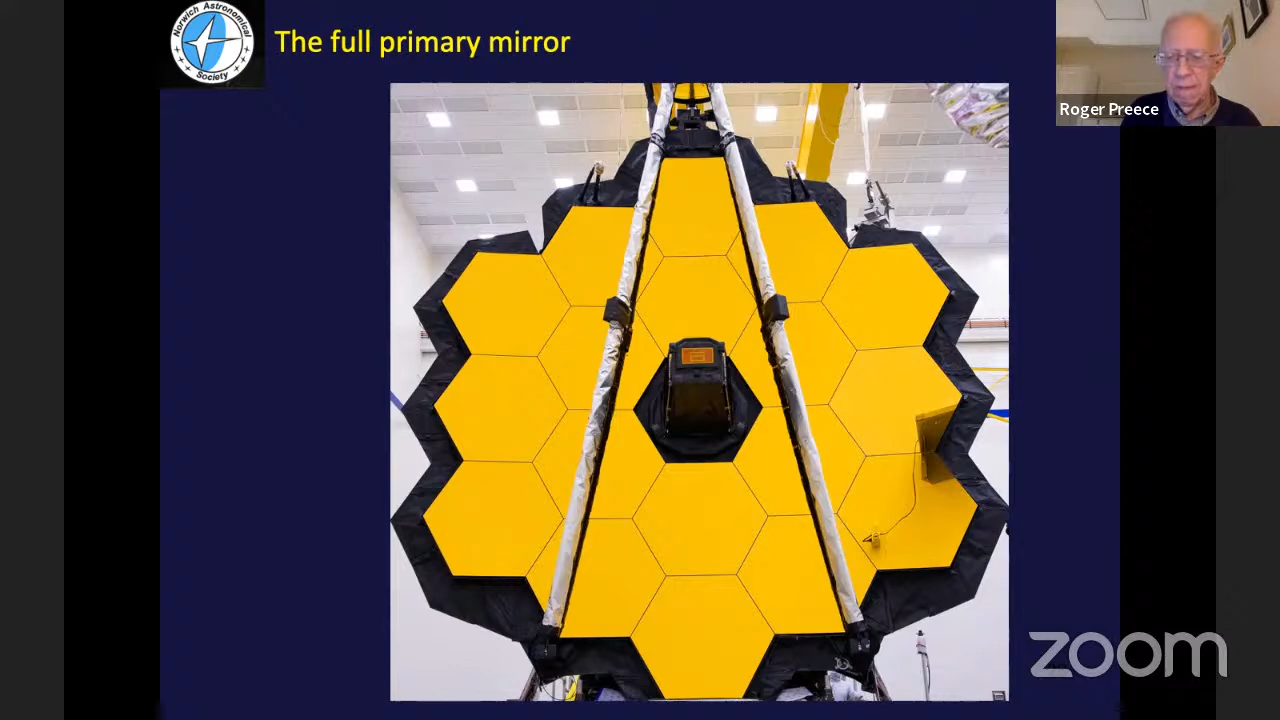 Norwich Astronomical
Society
The full primary mirror
Roger Preece
zoom